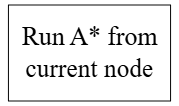 Run A* from
current node